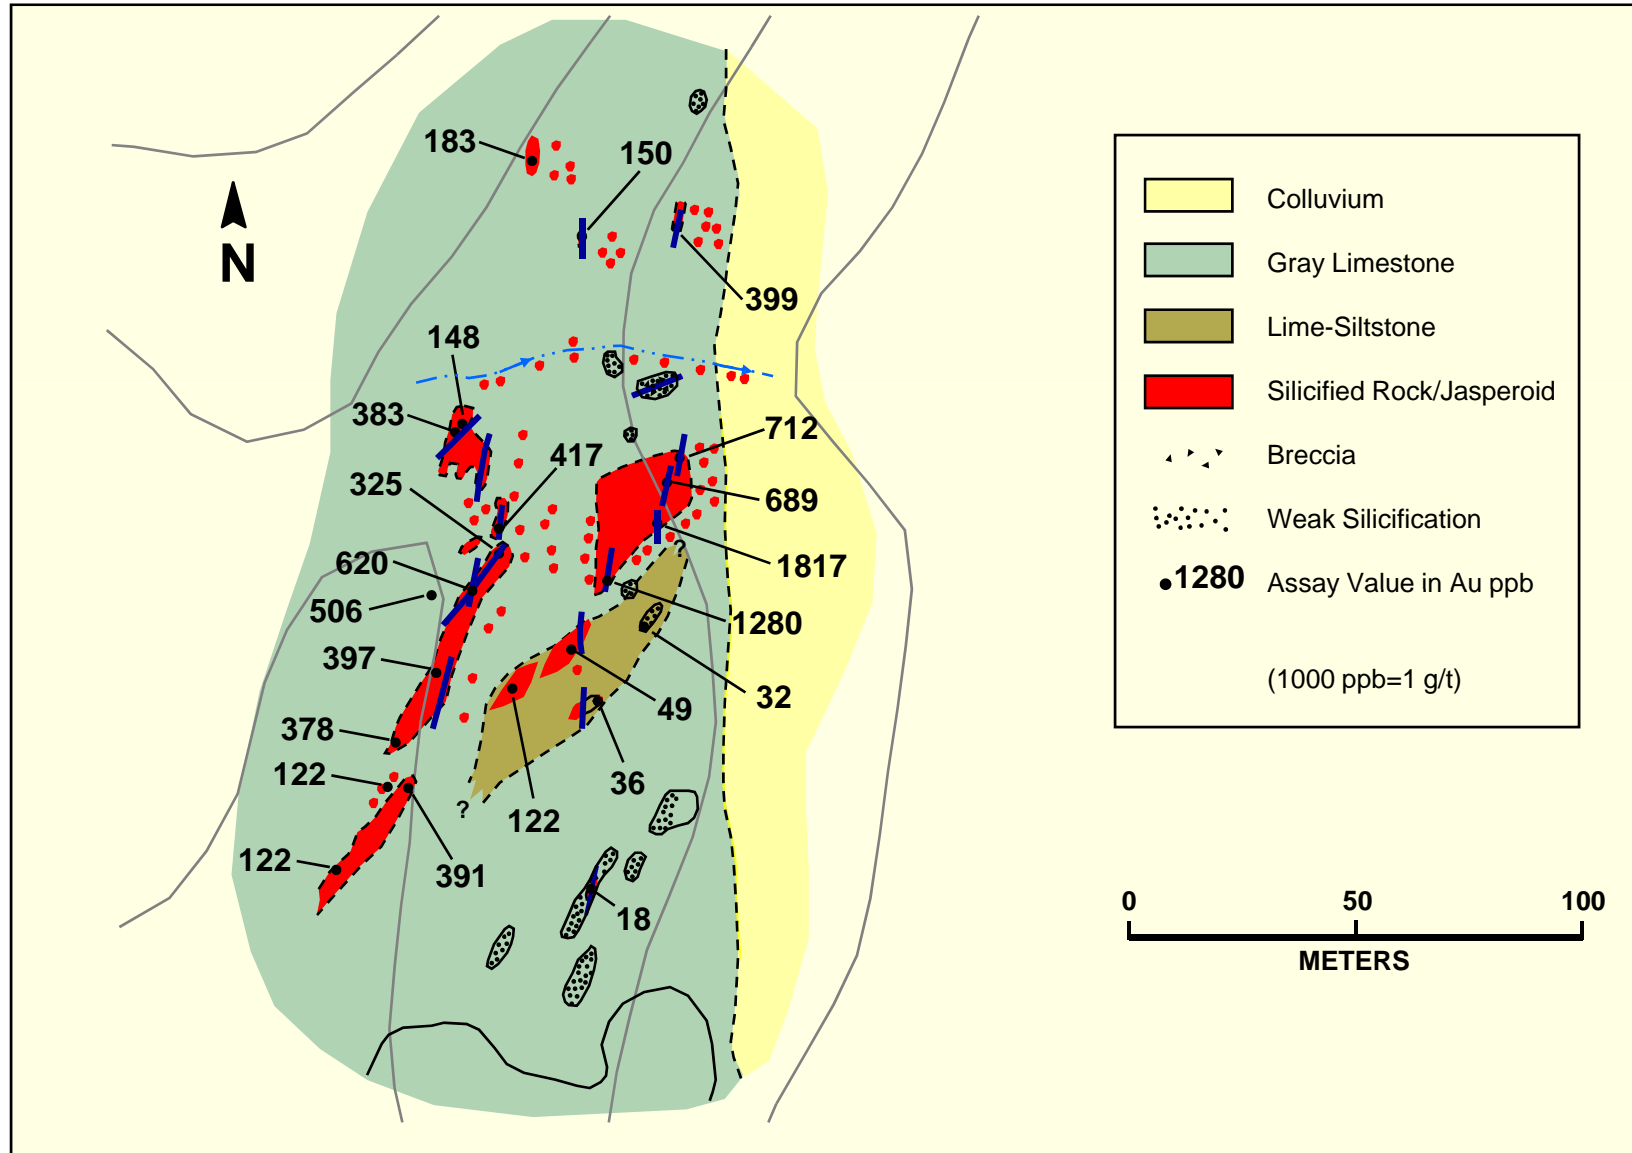 183
150
N
399
148
383
712
417
325
689
1817
620
506
?
1280
397
32
49
378
122
36
?
122
122
391
18
Colluvium
Gray Limestone
Lime-Siltstone
Silicified Rock/Jasperoid
Breccia
Weak Silicification
1280 Assay Value in Au ppb
(1000 ppb=1 g/t)
0 50 100
METERS